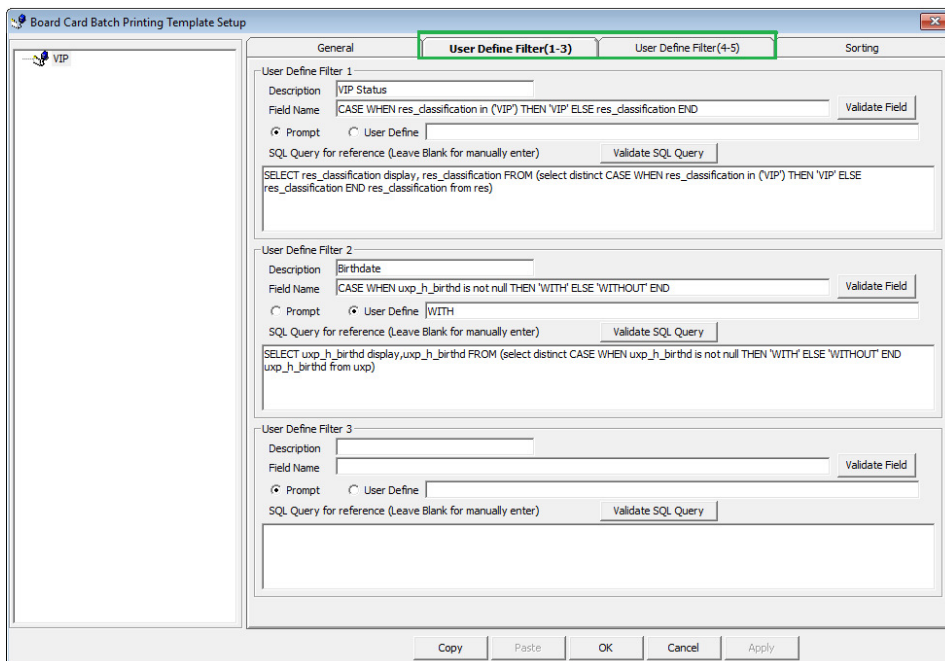 Board Card Batch Printing Template Setup
VIP
General
User Define Filter(1-3)
User Define Filter(4-5)
Sorting
User Define Filter 1
Description VIP Status
Field Name CASE WHEN res_classification in ('VIP') THEN 'VIP' ELSE res_classification END Validate Field
Prompt User Define
SQL Query for reference (Leave Blank for manually enter) Validate SQL Query
SELECT res_classification display, res_classification FROM (select distinct CASE WHEN res_classification in ('VIP') THEN 'VIP' ELSE
res_classification END res_classification from res)
User Define Filter 2
Description Birthdate
Field Name CASE WHEN uxp_h_birthd is not null THEN 'WITH' ELSE 'WITHOUT' END Validate Field
Prompt User Define WITH
SQL Query for reference (Leave Blank for manually enter) Validate SQL Query
SELECT uxp_h_birthd display,uxp_h_birthd FROM (select distinct CASE WHEN uxp_h_birthd is not null THEN 'WITH' ELSE 'WITHOUT' END
uxp_h_birthd from uxp)
User Define Filter 3
Description
Field Name Validate Field
Prompt User Define
SQL Query for reference (Leave Blank for manually enter) Validate SQL Query
Copy Paste OK Cancel Apply